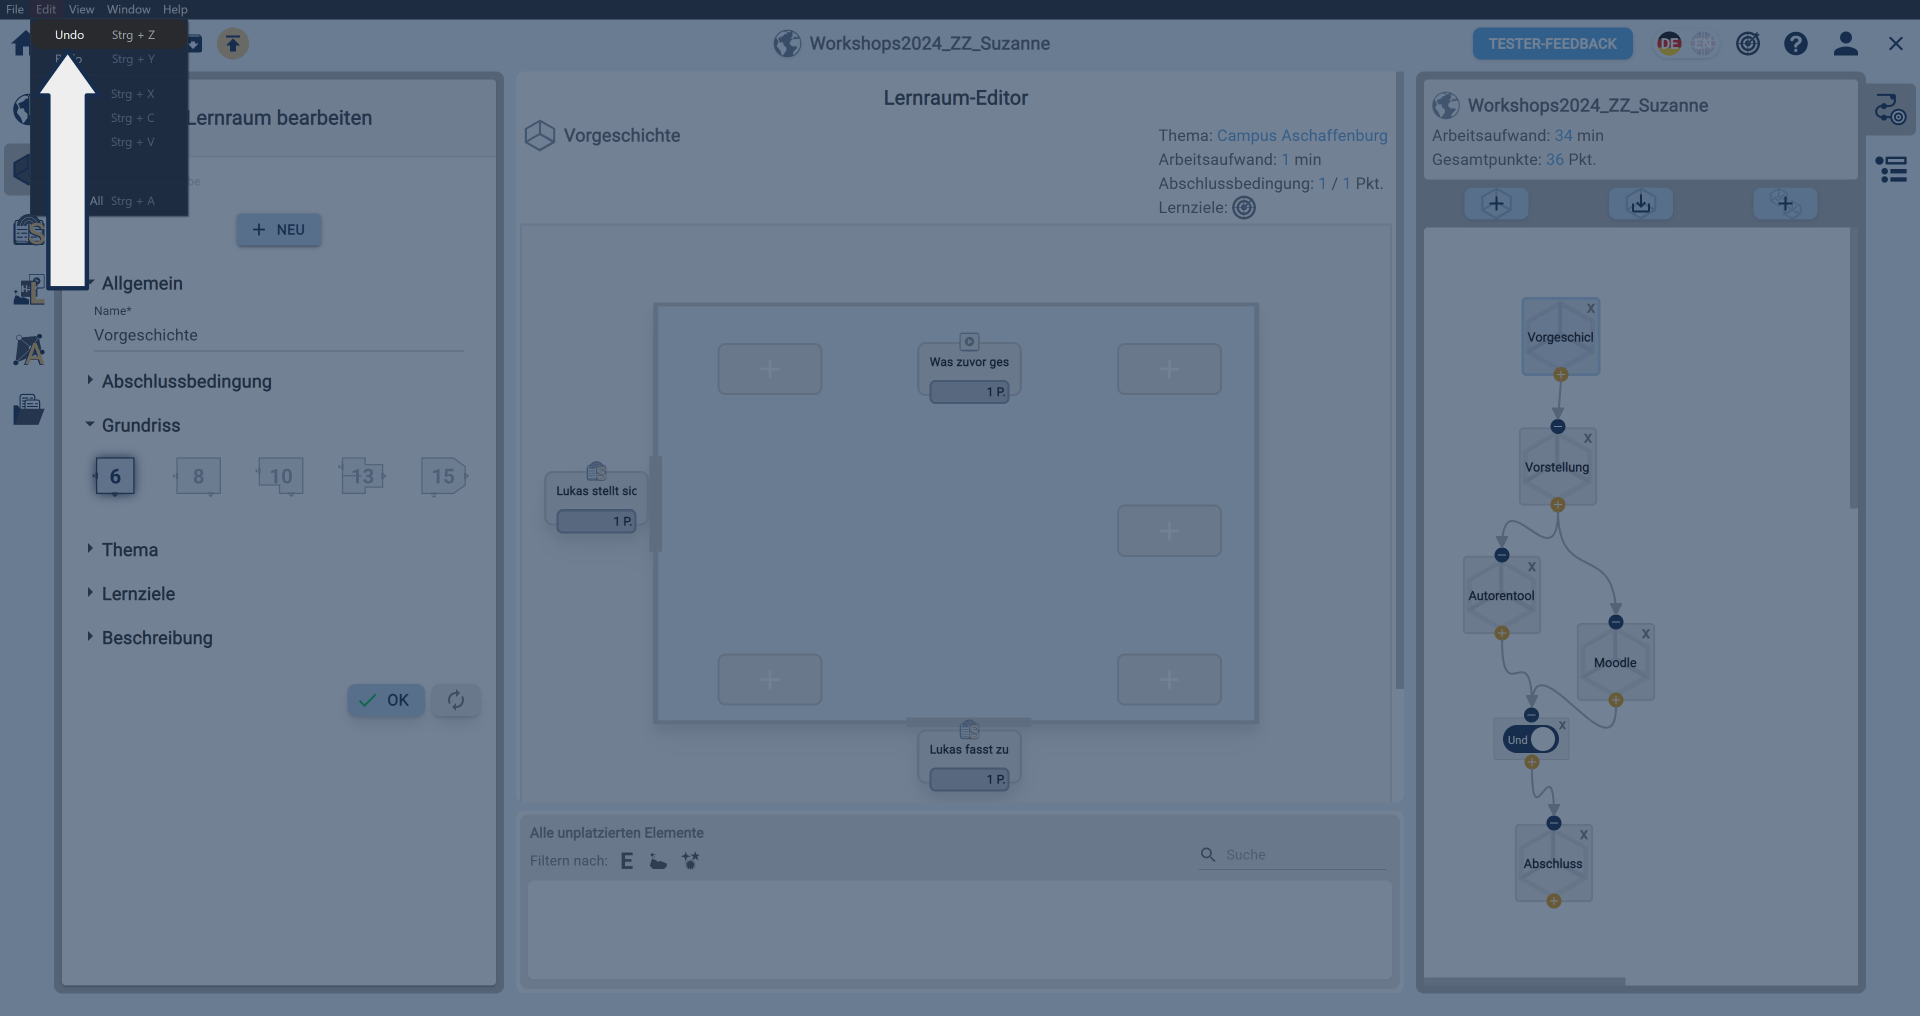 File Edit View Window Help
Undo Strg + Z
Strg + Y
Strg + X
Strg + C
Strg + V
All Strg + A
Workshops2024_ZZ_Suzanne
TESTER-FEEDBACK
DE EN
Lernraum bearbeiten
NEU
Allgemein
Name*
Vorgeschichte
Abschlussbedingung
Grundriss
6 8 10 13 15
Thema
Lernziele
Beschreibung
OK
Lernraum-Editor
Vorgeschichte
Thema: Campus Aschaffenburg
Arbeitsaufwand: 1 min
Abschlussbedingung: 1 / 1 Pkt.
Lernziele:
Was zuvor ges
1 P.
Lukas stellt sic
1 P.
Lukas fasst zu
1 P.
Alle unplatzierten Elemente
Filtern nach: E
Suche
Workshops2024_ZZ_Suzanne
Arbeitsaufwand: 34 min
Gesamtpunkte: 36 Pkt.
X
Vorgeschicl
X
Vorstellung
X
Autorentool
X
Moodle
X
Und
X
Abschluss